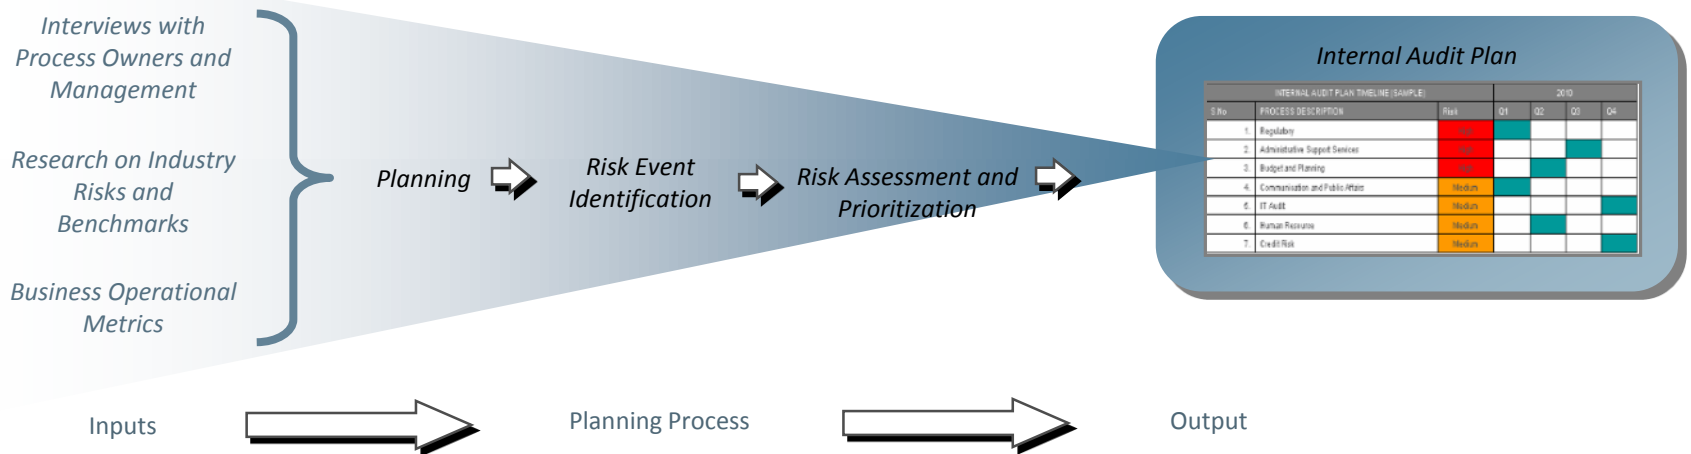 Interviews with
Process Owners and
Management
Research on Industry
Risks and
Benchmarks
Business Operational
Metrics
Planning
Risk Event
Identification
Risk Assessment and
Prioritization
Internal Audit Plan
INTERNAL AUDIT PLAN TIMELINE (SAMPLE) 2010
S.No PROCESS DESCRIPTION Risk Q1 Q2 Q3 Q4
1. Regulatory
2. Administrative Support Services
3. Budget and Planning
4. Communication and Public Affairs Medium
5. IT Audit Medium
6. Human Resource Medium
7. Credit Risk Medium
Inputs
Planning Process
Output